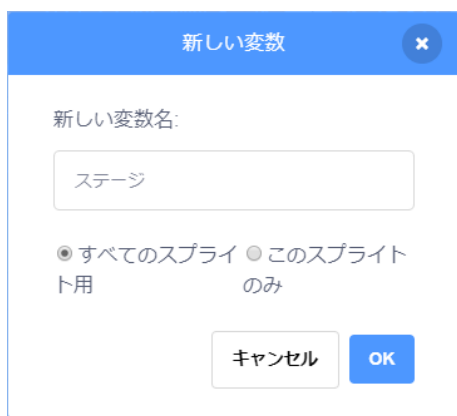 新しい変数
新しい変数名:
ステージ
すべてのスプライ
ト用
このスプライト
のみ
キャンセル
OK